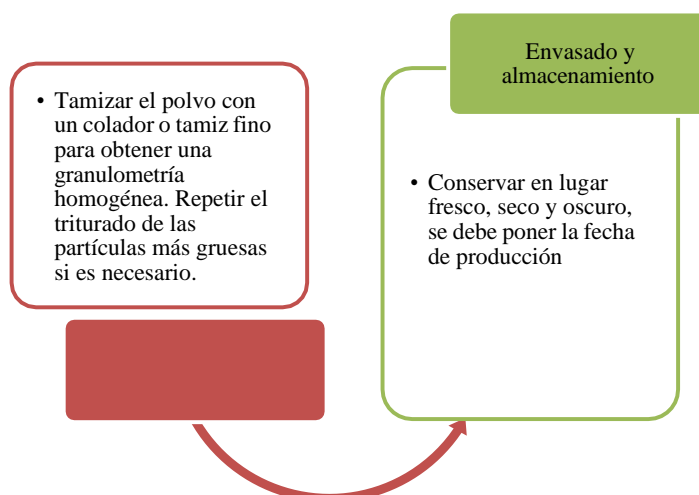 • Tamizar el polvo con
un colador o tamiz fino
para obtener una
granulometría
homogénea. Repetir el
triturado de las
partículas más gruesas
si es necesario.
Envasado y
almacenamiento
• Conservar en lugar
fresco, seco y oscuro,
se debe poner la fecha
de producción